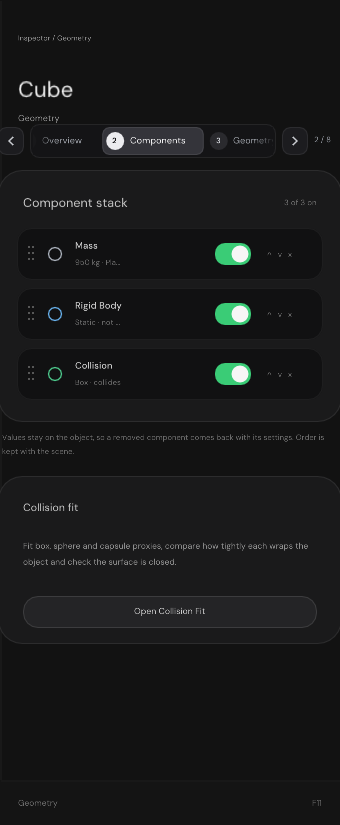 Inspector / Geometry
Cube
Geometry
Overview
2 Components
3 Geometr
2 / 8
Component stack
3 of 3 on
Mass
950 kg · Pla...
^ v x
Rigid Body
Static · not ...
^ v x
Collision
Box · collides
^ v x
Values stay on the object, so a removed component comes back with its settings. Order is
kept with the scene.
Collision fit
Fit box, sphere and capsule proxies, compare how tightly each wraps the
object and check the surface is closed.
Open Collision Fit
Geometry
F11